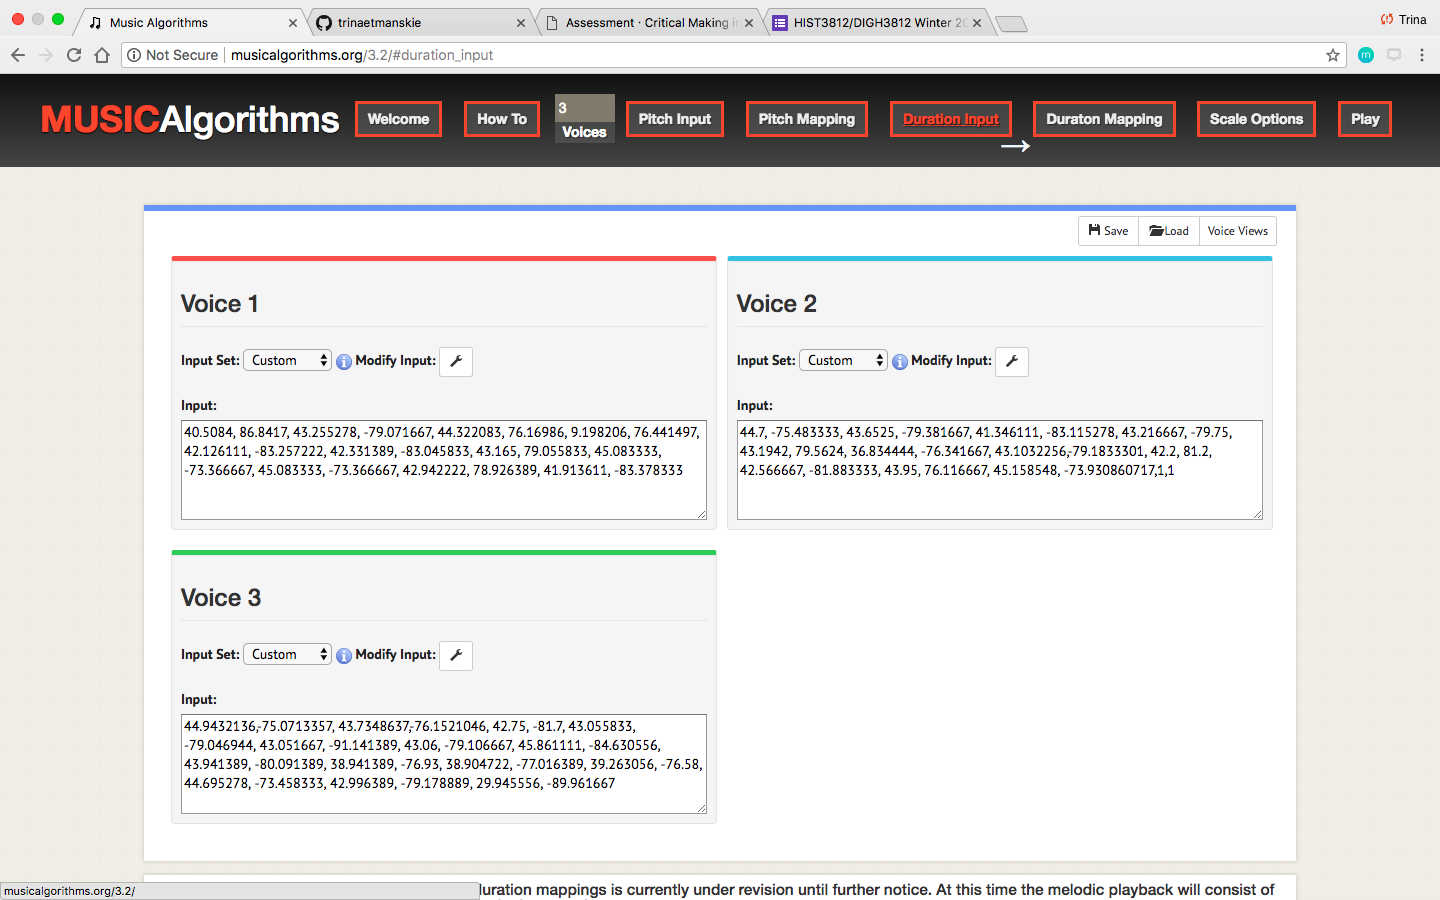 Music Algorithms
trinaetmanskie
Assessment · Critical Making in
HIST3812/DIGH3812 Winter 20
Trina
Not Secure
musicalgorithms.org/3.2/#duration_input
m
MUSICAlgorithms
Welcome
How To
3
Voices
Pitch Input
Pitch Mapping
Duration Input
Duraton Mapping
Scale Options
Play
→
Save
Load
Voice Views
Voice 1
Input Set: Custom Modify Input:
Input:
40.5084, 86.8417, 43.255278, -79.071667, 44.322083, 76.16986, 9.198206, 76.441497,
42.126111, -83.257222, 42.331389, -83.045833, 43.165, 79.055833, 45.083333,
-73.366667, 45.083333, -73.366667, 42.942222, 78.926389, 41.913611, -83.378333
Voice 2
Input Set: Custom Modify Input:
Input:
44.7, -75.483333, 43.6525, -79.381667, 41.346111, -83.115278, 43.216667, -79.75,
43.1942, 79.5624, 36.834444, -76.341667, 43.1032256,-79.1833301, 42.2, 81.2,
42.566667, -81.883333, 43.95, 76.116667, 45.158548, -73.930860717,1,1
Voice 3
Input Set: Custom Modify Input:
Input:
44.9432136,-75.0713357, 43.7348637,-76.1521046, 42.75, -81.7, 43.055833,
-79.046944, 43.051667, -91.141389, 43.06, -79.106667, 45.861111, -84.630556,
43.941389, -80.091389, 38.941389, -76.93, 38.904722, -77.016389, 39.263056, -76.58,
44.695278, -73.458333, 42.996389, -79.178889, 29.945556, -89.961667
musicalgorithms.org/3.2/
duration mappings is currently under revision until further notice. At this time the melodic playback will consist of